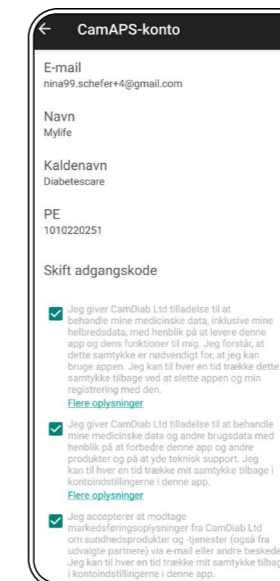 CamAPS-konto
E-mail
nina99.schefer+4@gmail.com
Navn
Mylife
Kaldenavn
Diabetescare
PE
1010220251
Skift adgangskode
Jeg giver CamDiab Ltd tilladelse til at
behandle mine medicinske data, inklusive mine
helbredsdata, med henblik på at levere denne
app og dens funktioner til mig. Jeg forstår, at
dette samtykke er nødvendigt for, at jeg kan
bruge appen. Jeg kan til hver en tid trække dette
samtykke tilbage ved at slette appen og min
registrering med den.
Flere oplysninger
Jeg giver CamDiab Ltd tilladelse til at behandle
mine medicinske data og andre brugsdata med
henblik på at forbedre denne app og andre
produkter og på at yde teknisk support. Jeg
kan til hver en tid trække mit samtykke tilbage i
kontoindstillingerne i denne app.
Flere oplysninger
Jeg accepterer at modtage
markedsføringsoplysninger fra CamDiab Ltd
om sundhedsprodukter og -tjenester (også fra
udvalgte partnere) via e-mail eller andre beskede
Jeg kan til hver en tid trække mit samtykke tilbag
i kontoindstillingerne i denne app.